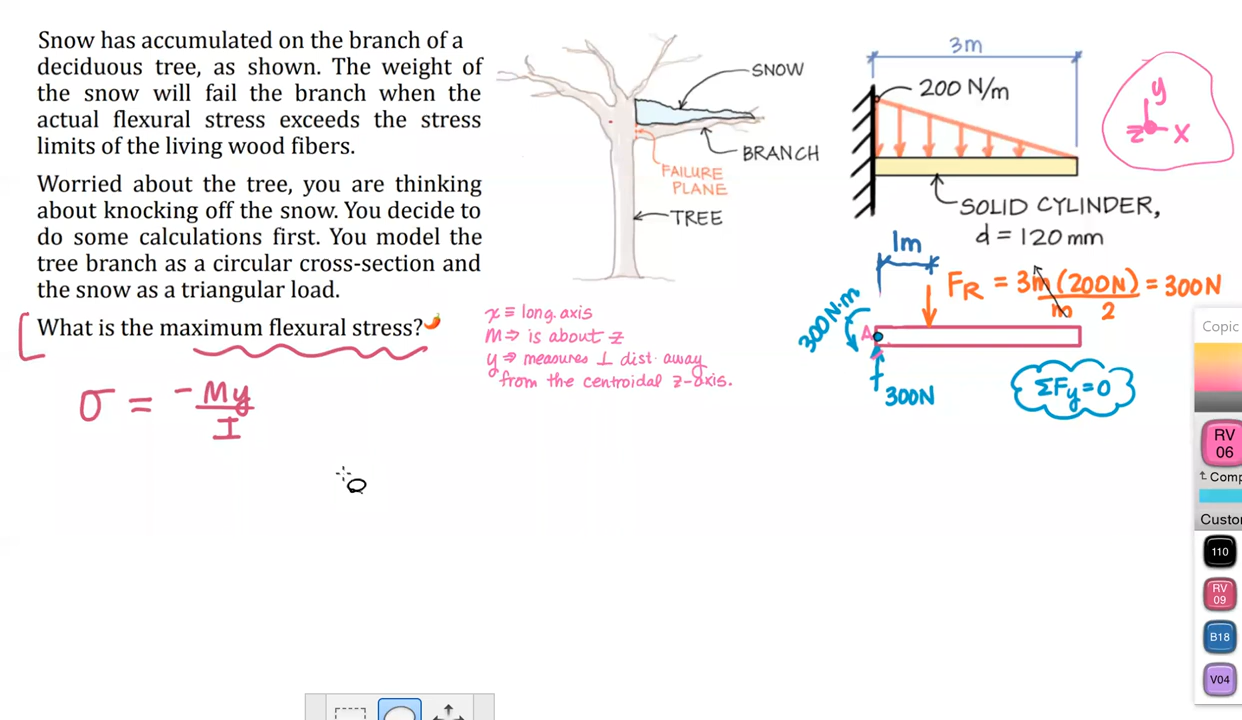 Snow has accumulated on the branch of a
deciduous tree, as shown. The weight of
the snow will fail the branch when the
actual flexural stress exceeds the stress
limits of the living wood fibers.
Worried about the tree, you are thinking
about knocking off the snow. You decide to
do some calculations first. You model the
tree branch as a circular cross-section and
the snow as a triangular load.
What is the maximum flexural stress?
σ = -My
I
SNOW
BRANCH
FAILURE
PLANE
TREE
x ≡ long. axis
M ⇒ is about z
y ⇒ measures ⊥ dist. away
from the centroidal z-axis.
3m
200 N/m
SOLID CYLINDER,
d = 120 mm
y
z x
1m
F_R = 3m (200N) = 300N
m 2
300N·m
A
300N
ΣFy = 0
Copic
RV
06
Comp
Custo
110
RV
09
B18
V04